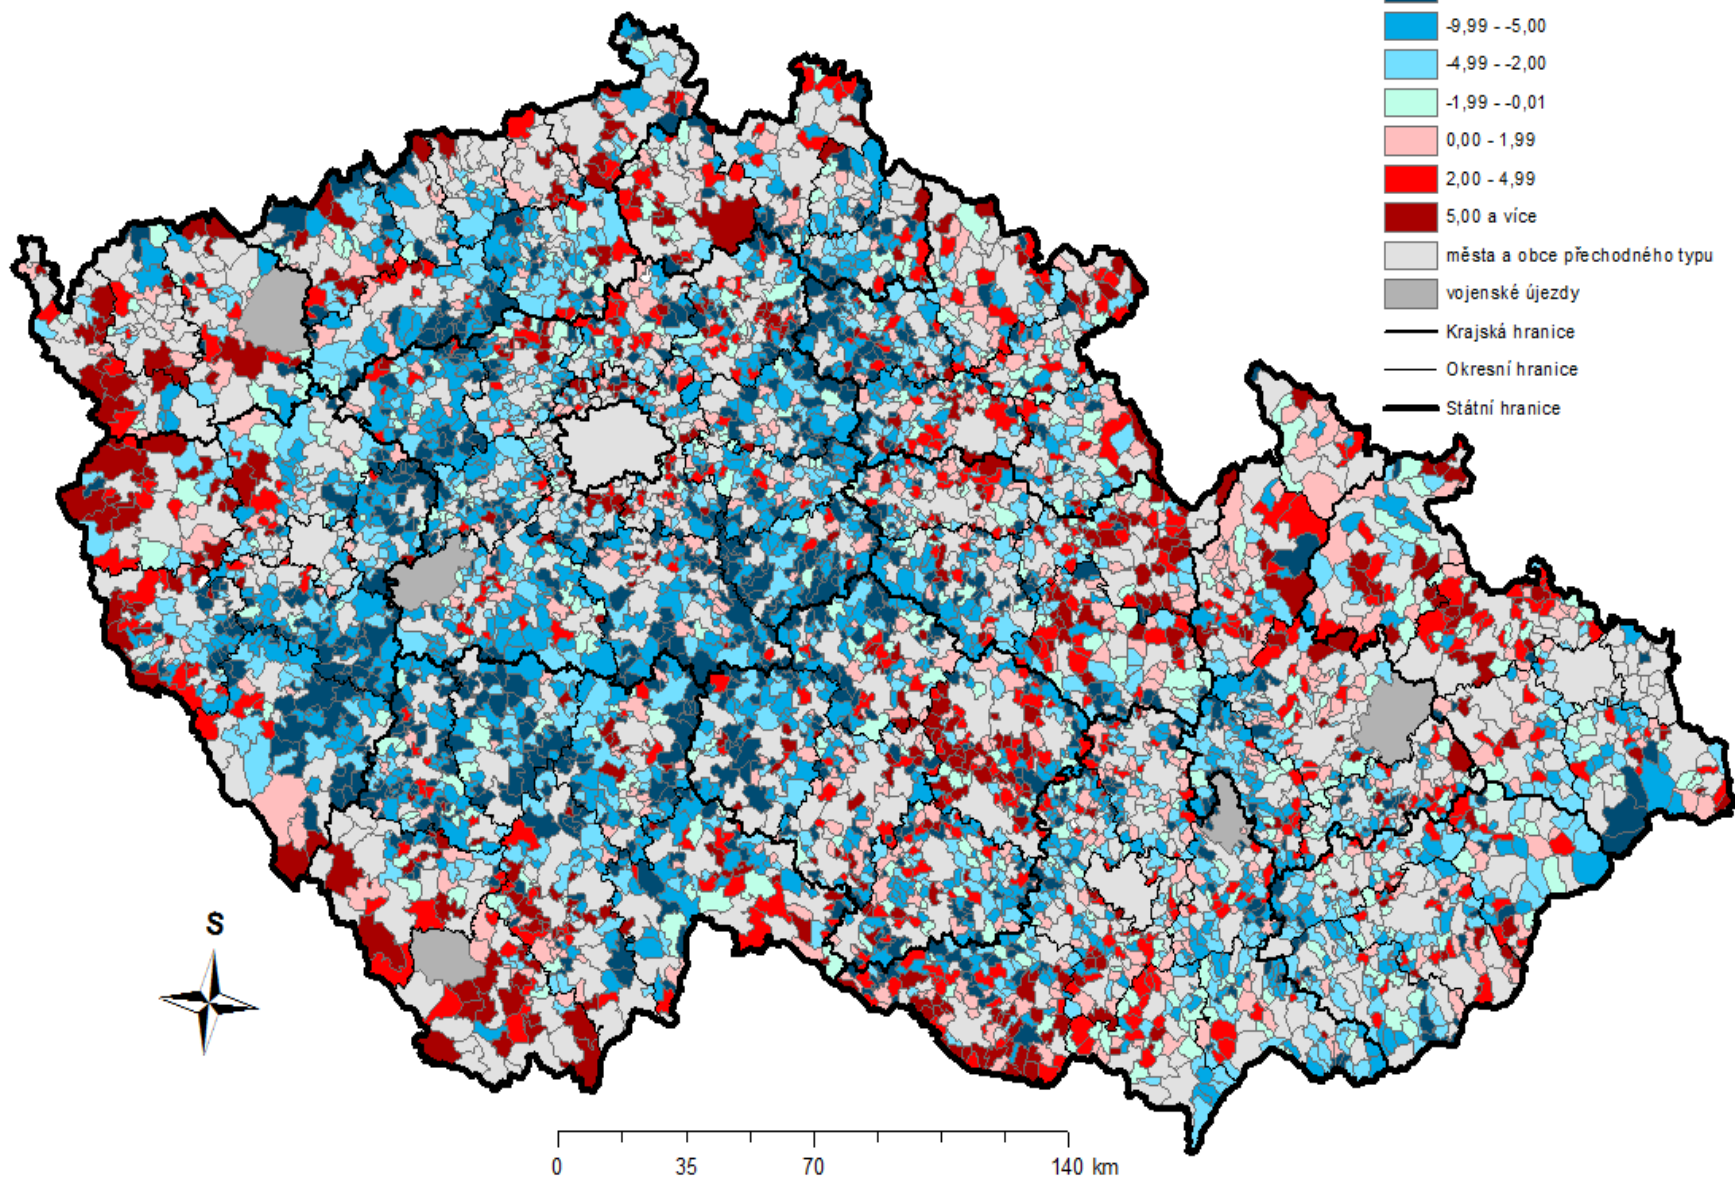 -9,99 - -5,00
-4,99 - -2,00
-1,99 - -0,01
0,00 - 1,99
2,00 - 4,99
5,00 a více
města a obce přechodného typu
vojenské újezdy
Krajská hranice
Okresní hranice
Státní hranice
S
0 35 70 140 km